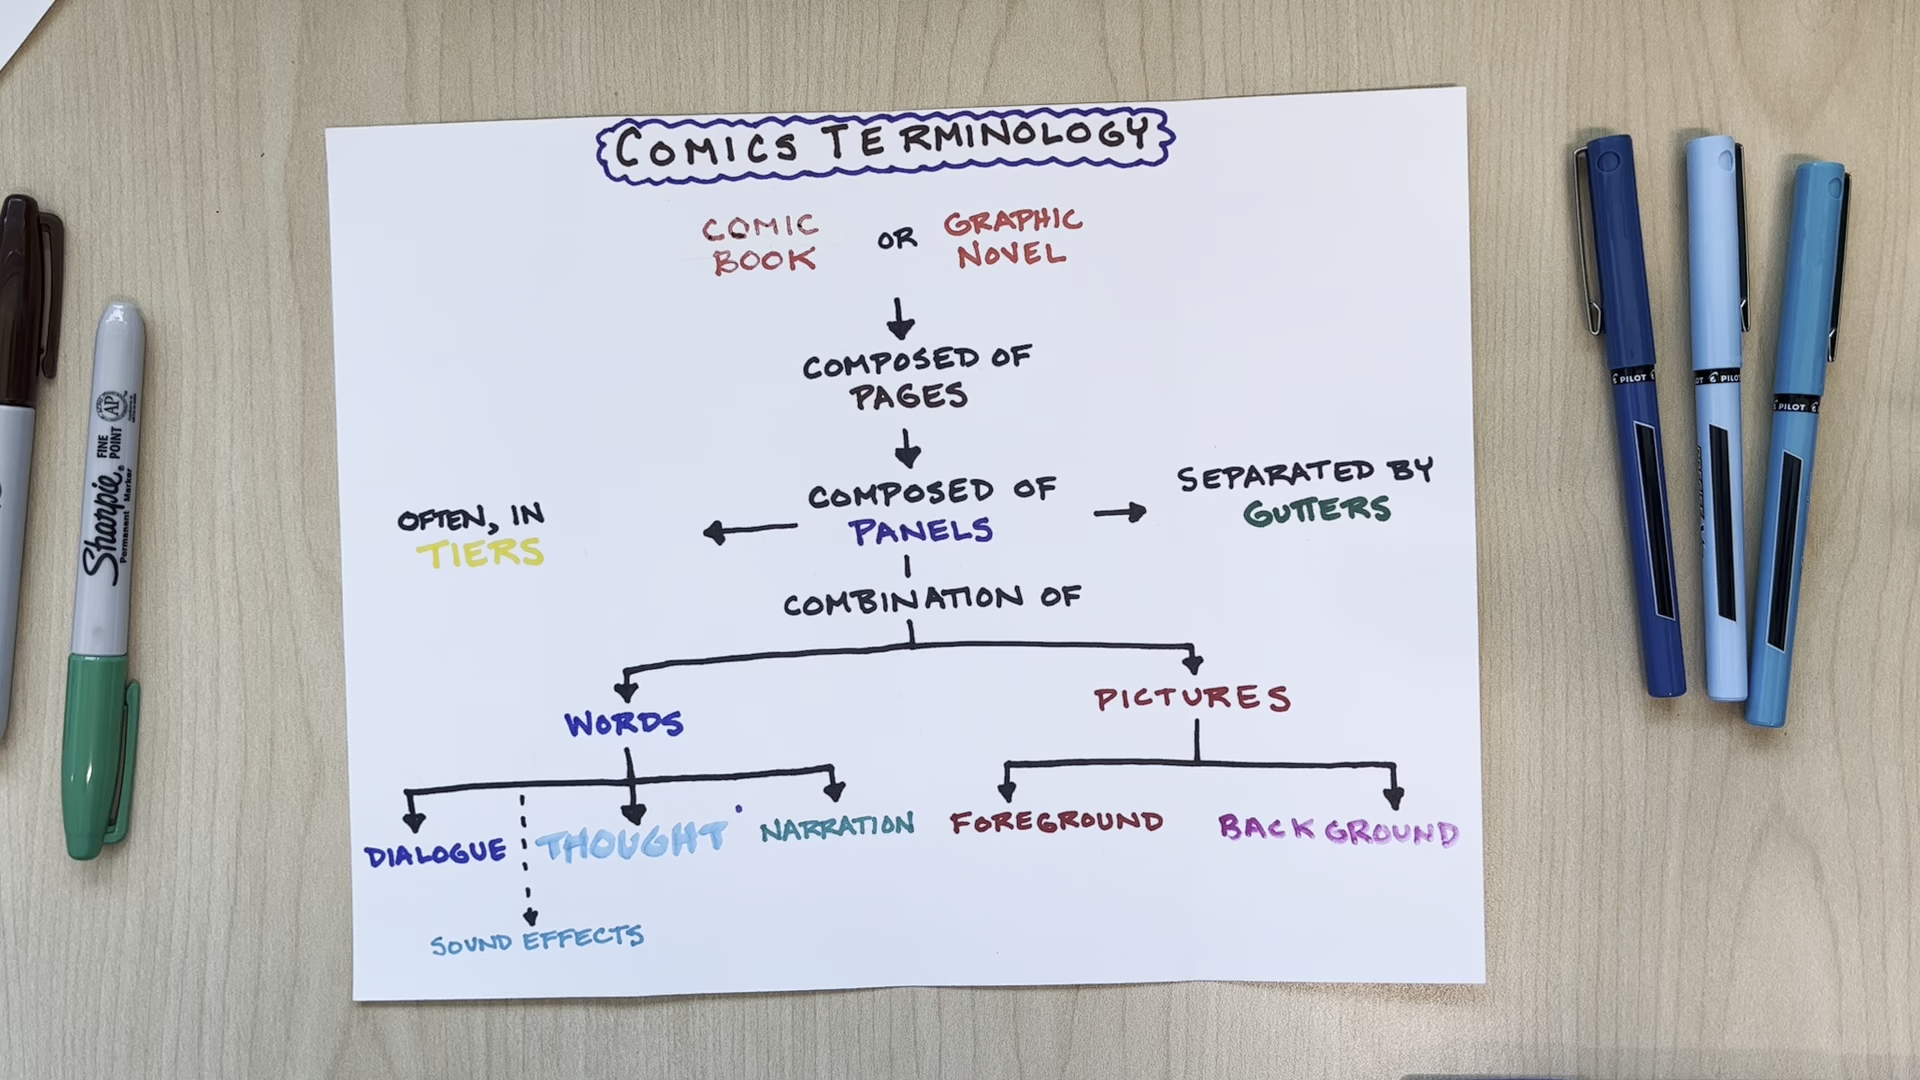 COMICS TERMINOLOGY
COMIC
BOOK
OR
GRAPHIC
NOVEL
COMPOSED OF
PAGES
COMPOSED OF
PANELS
OFTEN, IN
TIERS
SEPARATED BY
GUTTERS
COMBINATION OF
WORDS
PICTURES
DIALOGUE
THOUGHT
NARRATION
FOREGROUND
BACKGROUND
SOUND EFFECTS
Sharpie
FINE
POINT
Permanent Marker
AP
PILOT
PILOT
PILOT